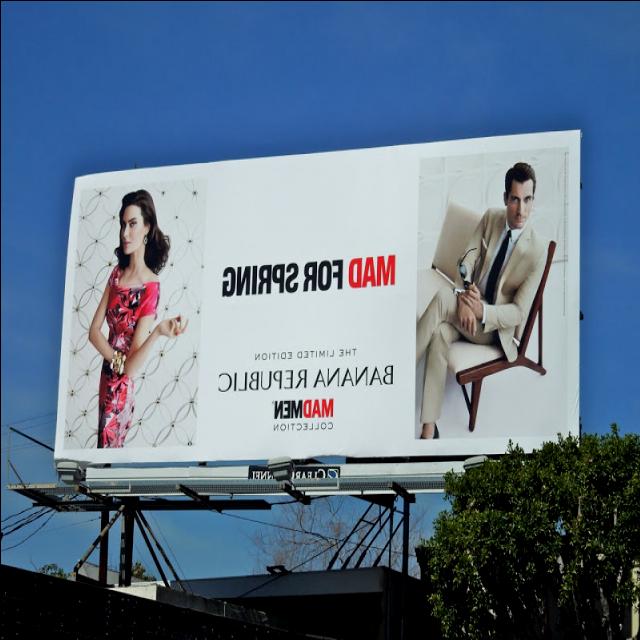 MAD FOR SPRING
THE LIMITED EDITION
BANANA REPUBLIC
MADMEN
COLLECTION